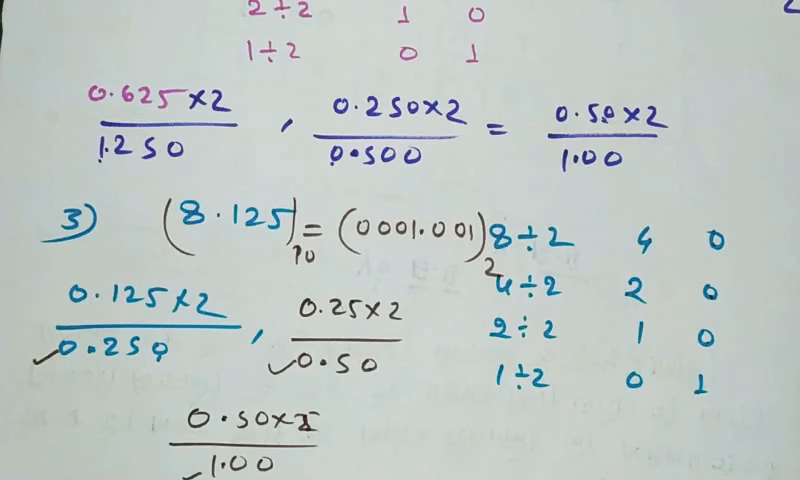 2÷2 1 0
1÷2 0 1
0.625×2 , 0.250×2 = 0.50×2
1.250 0.500 1.00
3) (8.125)10 = (0001.001)2 8÷2 4 0
4÷2 2 0
0.125×2 , 0.25×2
2÷2 1 0
0.250 0.50
1÷2 0 1
0.50×2
1.00